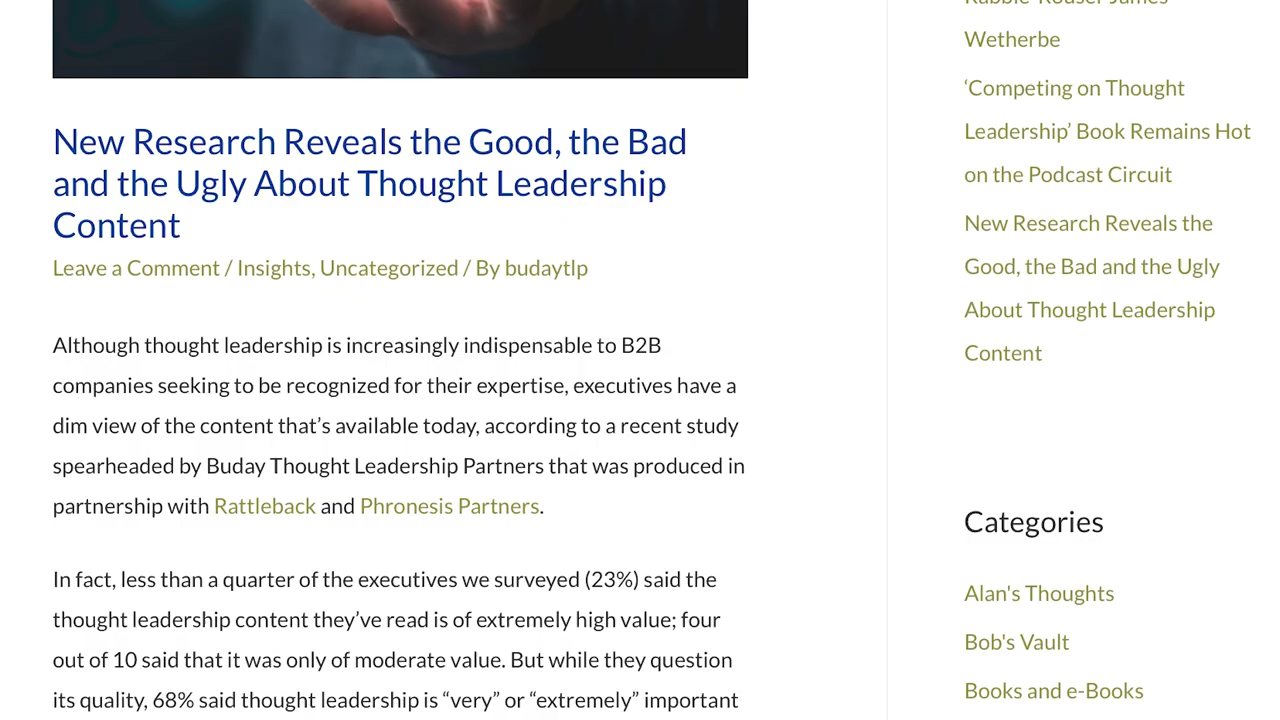 New Research Reveals the Good, the Bad
and the Ugly About Thought Leadership
Content
Leave a Comment / Insights, Uncategorized / By budaytlp
Although thought leadership is increasingly indispensable to B2B
companies seeking to be recognized for their expertise, executives have a
dim view of the content that’s available today, according to a recent study
spearheaded by Buday Thought Leadership Partners that was produced in
partnership with Rattleback and Phronesis Partners.
In fact, less than a quarter of the executives we surveyed (23%) said the
thought leadership content they’ve read is of extremely high value; four
out of 10 said that it was only of moderate value. But while they question
its quality, 68% said thought leadership is “very” or “extremely” important
Rabble-Rouser James
Wetherbe
‘Competing on Thought
Leadership’ Book Remains Hot
on the Podcast Circuit
New Research Reveals the
Good, the Bad and the Ugly
About Thought Leadership
Content
Categories
Alan's Thoughts
Bob's Vault
Books and e-Books